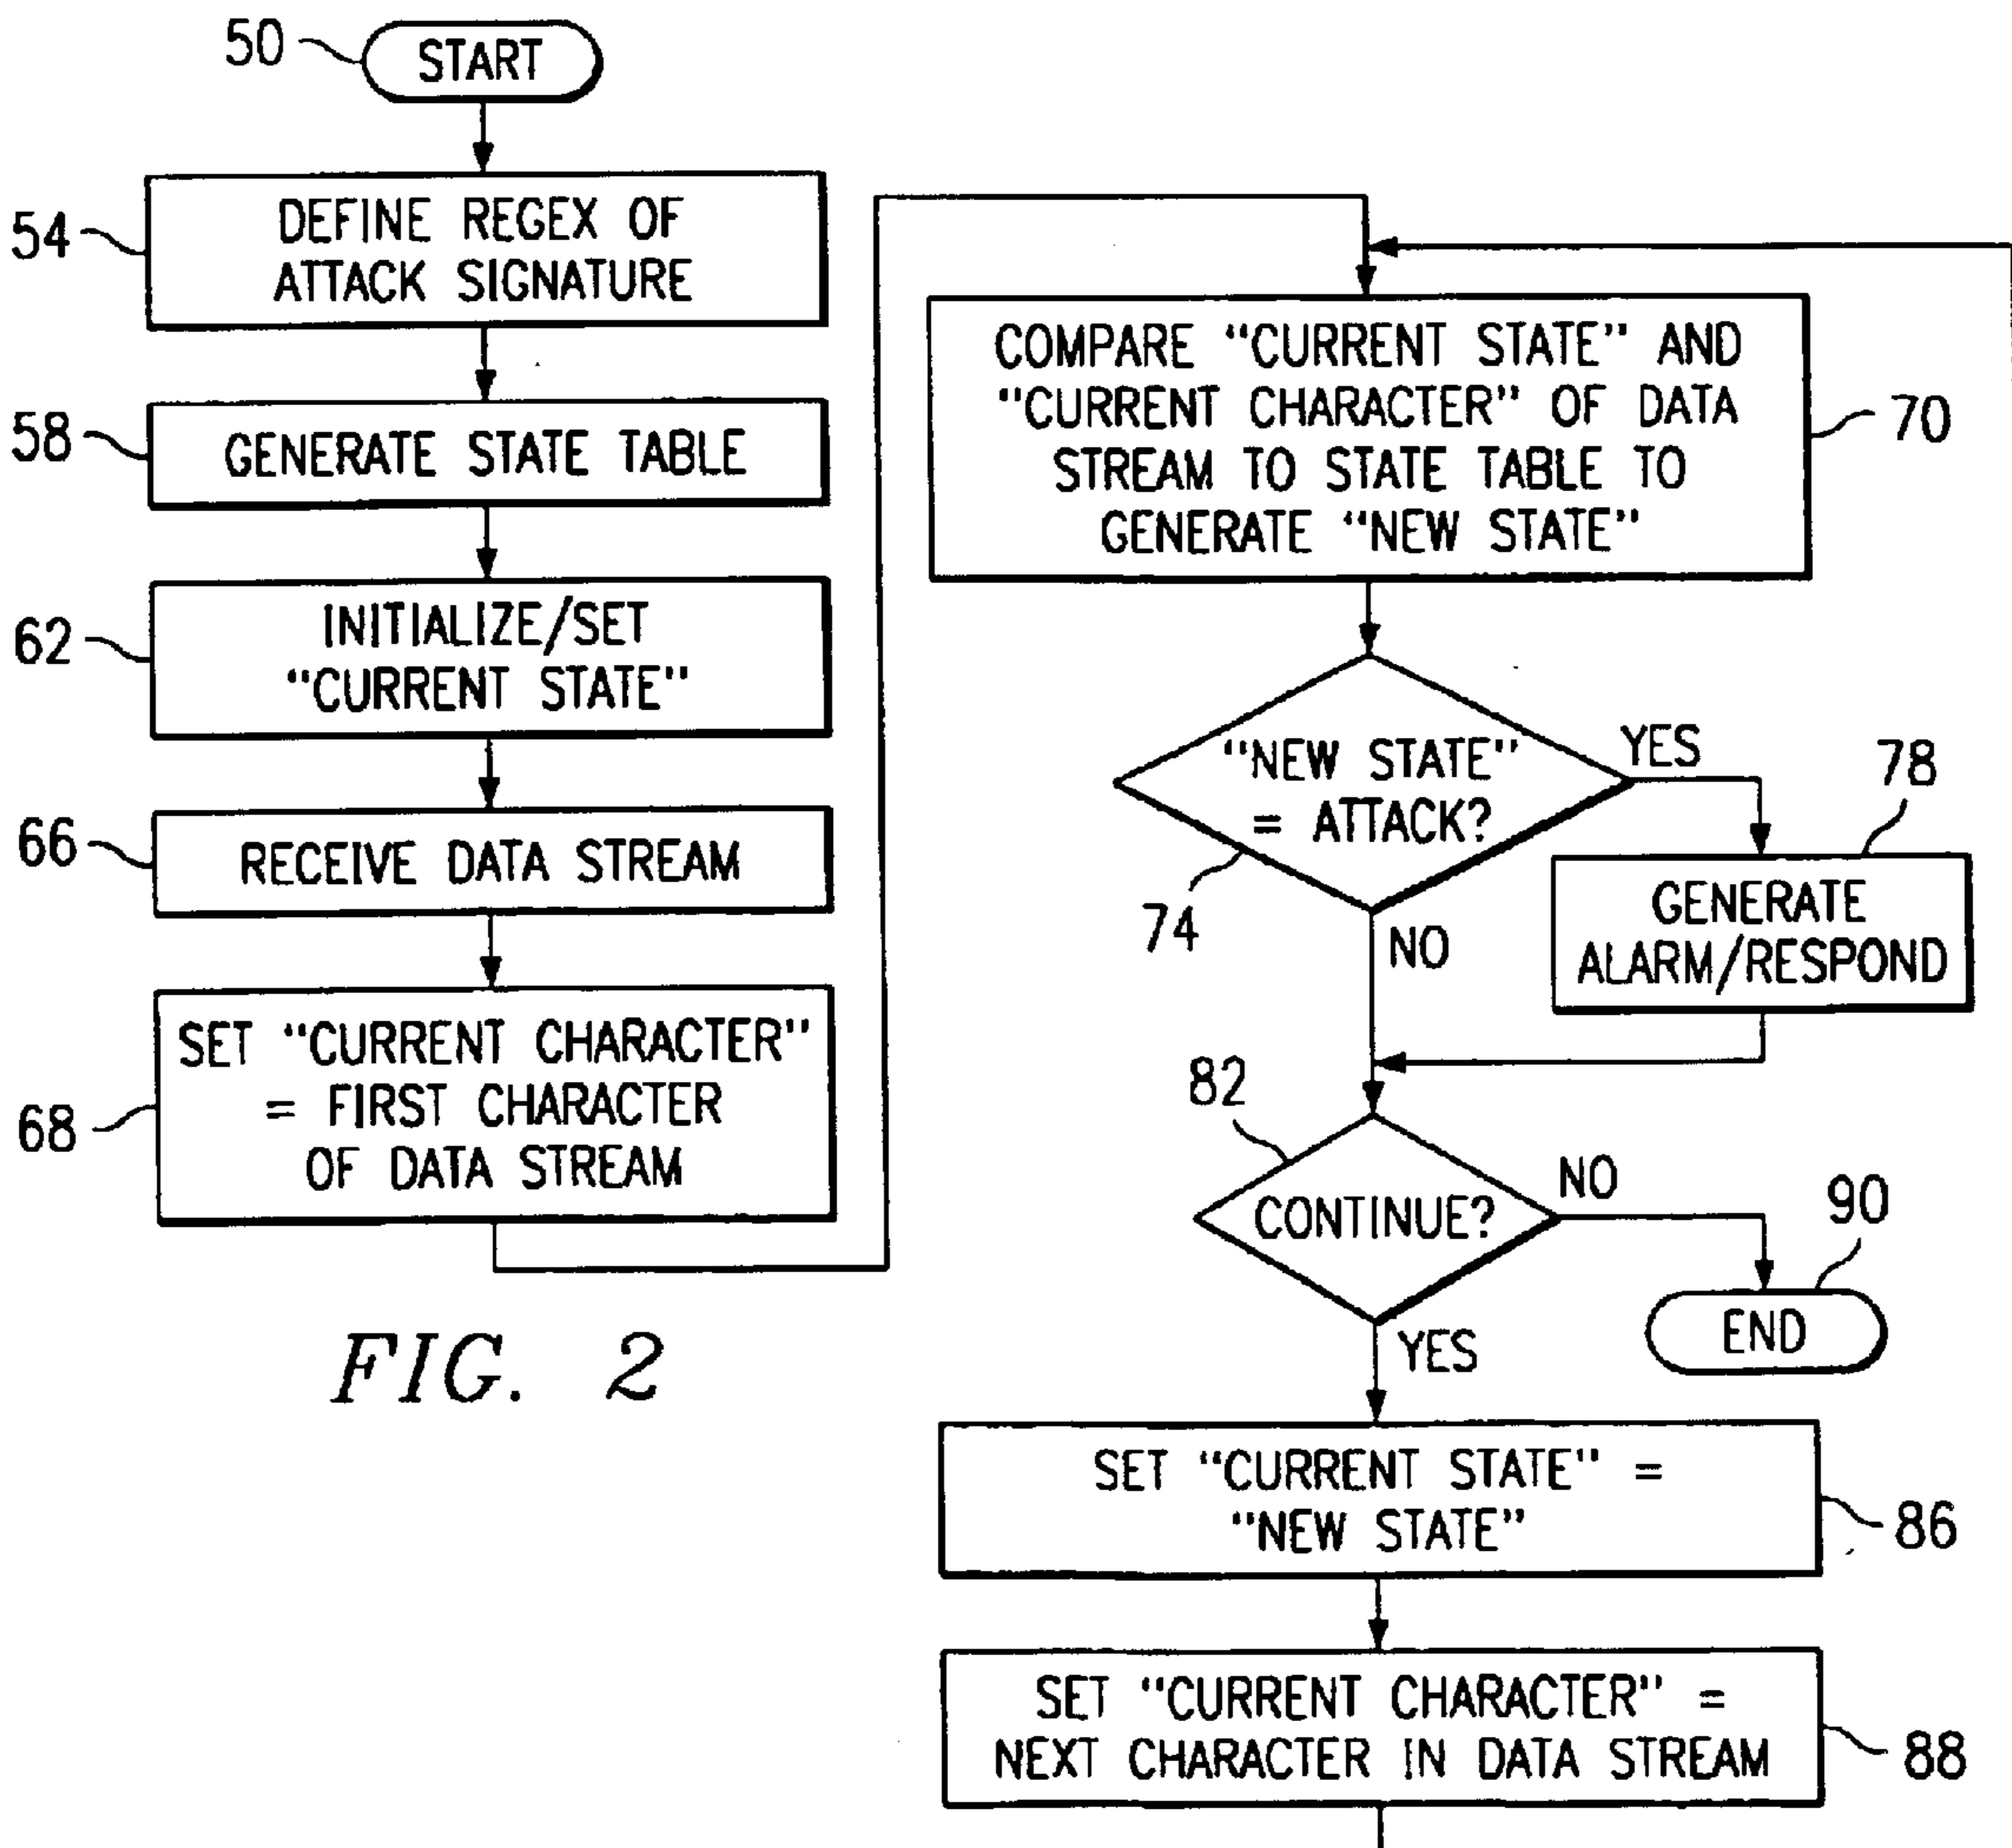 50
START
54
DEFINE REGEX OF
ATTACK SIGNATURE
58
GENERATE STATE TABLE
62
INITIALIZE/SET
"CURRENT STATE"
66
RECEIVE DATA STREAM
68
SET "CURRENT CHARACTER"
= FIRST CHARACTER
OF DATA STREAM
FIG. 2
COMPARE "CURRENT STATE" AND
"CURRENT CHARACTER" OF DATA
STREAM TO STATE TABLE TO
GENERATE "NEW STATE"
70
"NEW STATE"
= ATTACK?
YES
74
NO
78
GENERATE
ALARM/RESPOND
82
CONTINUE?
NO
90
END
YES
SET "CURRENT STATE" =
"NEW STATE"
86
SET "CURRENT CHARACTER" =
NEXT CHARACTER IN DATA STREAM
88